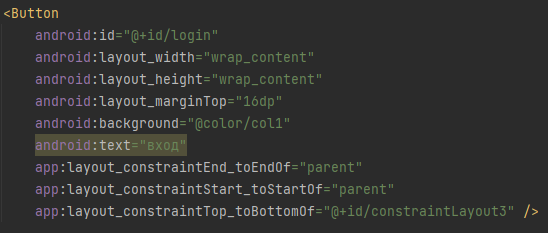 <Button
android:id="@+id/login"
android:layout_width="wrap_content"
android:layout_height="wrap_content"
android:layout_marginTop="16dp"
android:background="@color/col1"
android:text="вход"
app:layout_constraintEnd_toEndOf="parent"
app:layout_constraintStart_toStartOf="parent"
app:layout_constraintTop_toBottomOf="@+id/constraintLayout3" />